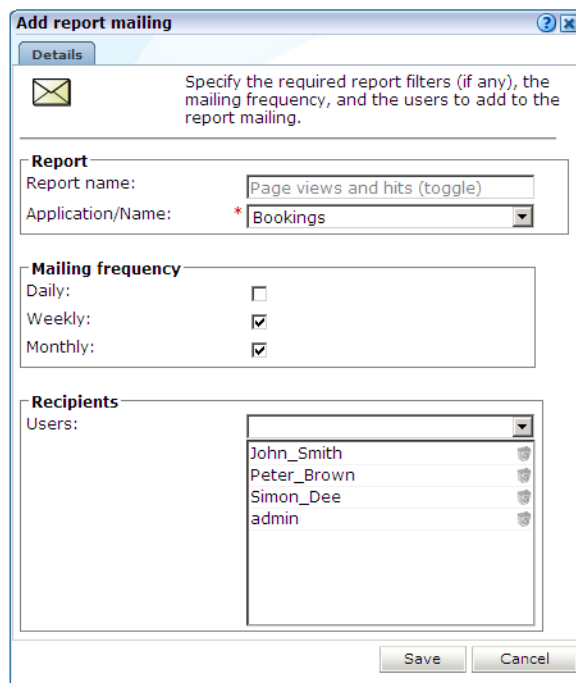 Add report mailing
Details
Specify the required report filters (if any), the
mailing frequency, and the users to add to the
report mailing.
Report
Report name: Page views and hits (toggle)
Application/Name: * Bookings
Mailing frequency
Daily:
Weekly:
Monthly:
Recipients
Users:
John_Smith
Peter_Brown
Simon_Dee
admin
Save Cancel